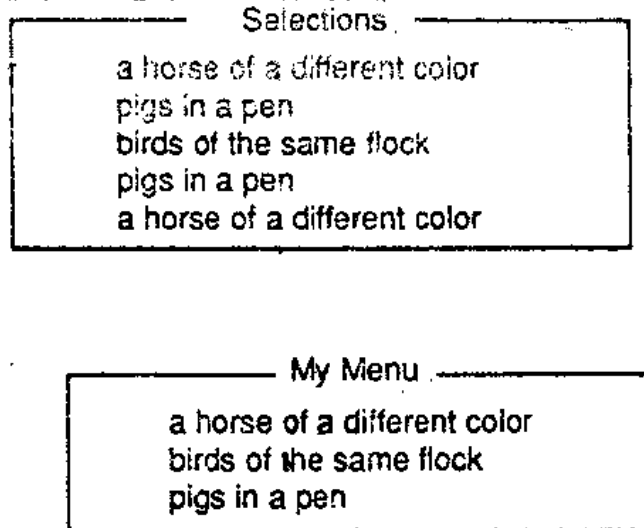 Selections
a horse of a different color
pigs in a pen
birds of the same flock
pigs in a pen
a horse of a different color
My Menu
a horse of a different color
birds of the same flock
pigs in a pen